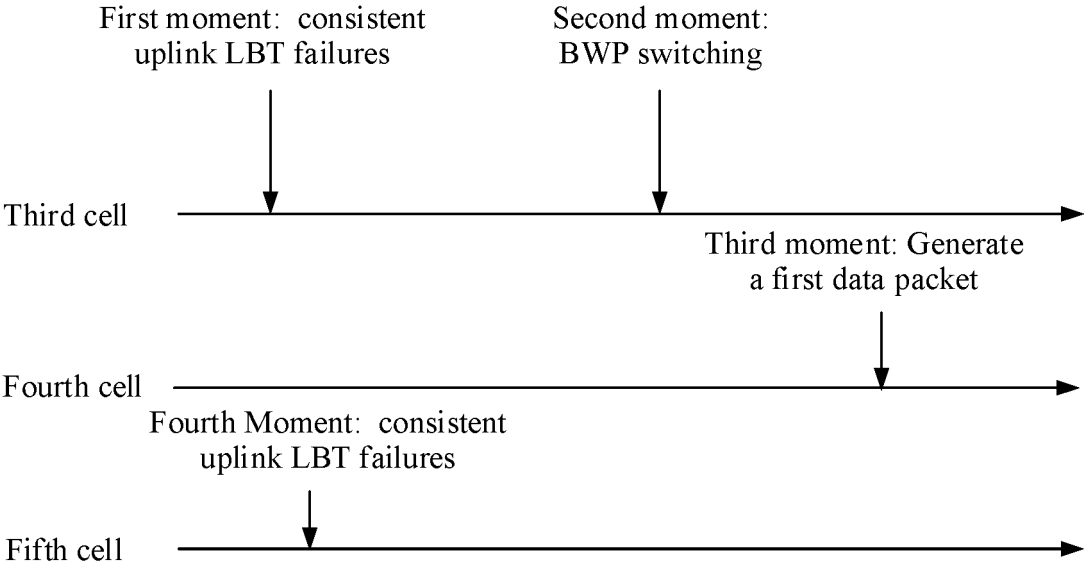 First moment: consistent
uplink LBT failures
Second moment:
BWP switching
Third cell
Third moment: Generate
a first data packet
Fourth cell
Fourth Moment: consistent
uplink LBT failures
Fifth cell